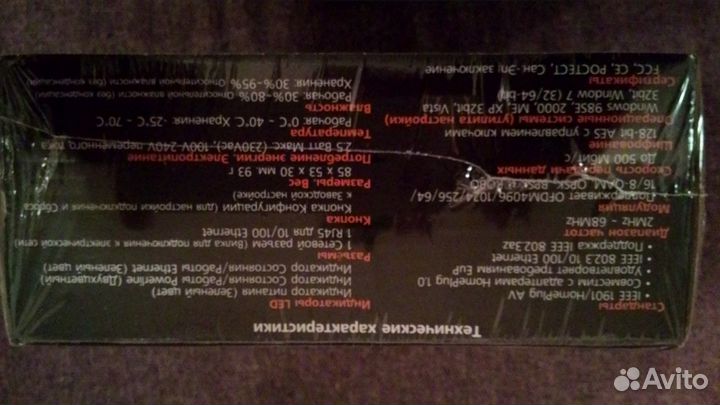 Технические характеристики
Стандарты
• IEEE 1901/HomePlug AV
• Совместим с адаптерами HomePlug 1.0
• Удовлетворяет требованиям EuP
• IEEE 802.3 10/100 Ethernet
• Поддержка IEEE 802.3az
Диапазон частот
2MHz - 68MHz
Модуляция
Поддерживает OFDM4096/1024/256/64/
16/8-QAM, QPSK, BPSK и ROBO
Скорость передачи данных
До 500 Мбит/с
Шифрование
128-bit AES с управлением ключами
Операционные системы (утилита настройки)
Windows 98SE, 2000, ME, XP 32bit, Vista
32bit, Window 7 (32/64-bit)
Сертификаты
FCC, CE, РОСТЕСТ, Сан.-Эп. заключение
Индикаторы LED
Индикатор питания (Зеленый цвет)
Индикатор Состояния/Работы Powerline (Двухцветный)
Индикатор Состояния/Работы Ethernet (Зеленый цвет)
Разъёмы
1 Сетевой разъем (Вилка) для подключения к электрической сети
1 RJ45 для 10/100 Ethernet
Кнопка
Кнопка Конфигурации (для настройки подключения и Сброса
к Заводской настройке)
Размеры, Вес
85 x 53 x 30 мм. 93 г
Потребление энергии, Электропитание
25 Ватт Макс. (230Vac), 100V-240V переменного тока
Температура
Рабочая: 0°C - 40°C Хранения: -25°C - 70°C
Влажность
Рабочая: 30%-80% Относительной влажности (без конденсации)
Хранения: 30%-95% Относительной влажности (без конденсации)
Avito